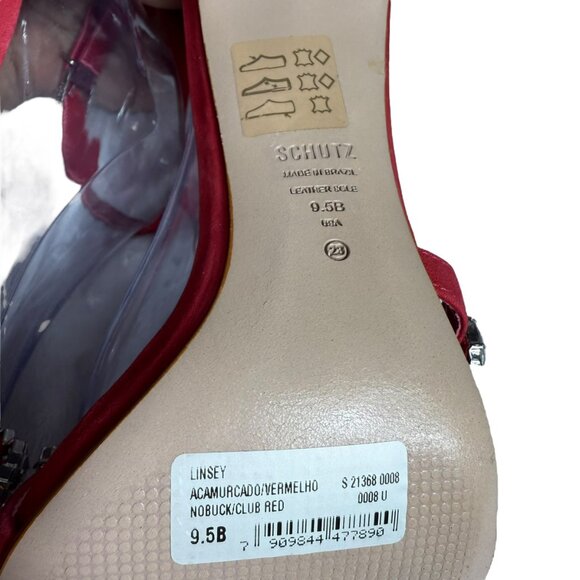 SCHUTZ
MADE IN BRAZIL
LEATHER SOLE
9.5B
USA
23
LINSEY
ACAMURCADO/VERMELHO S 21368 0008
NOBUCK/CLUB RED 0008 U
9.5B
7 909844 477890